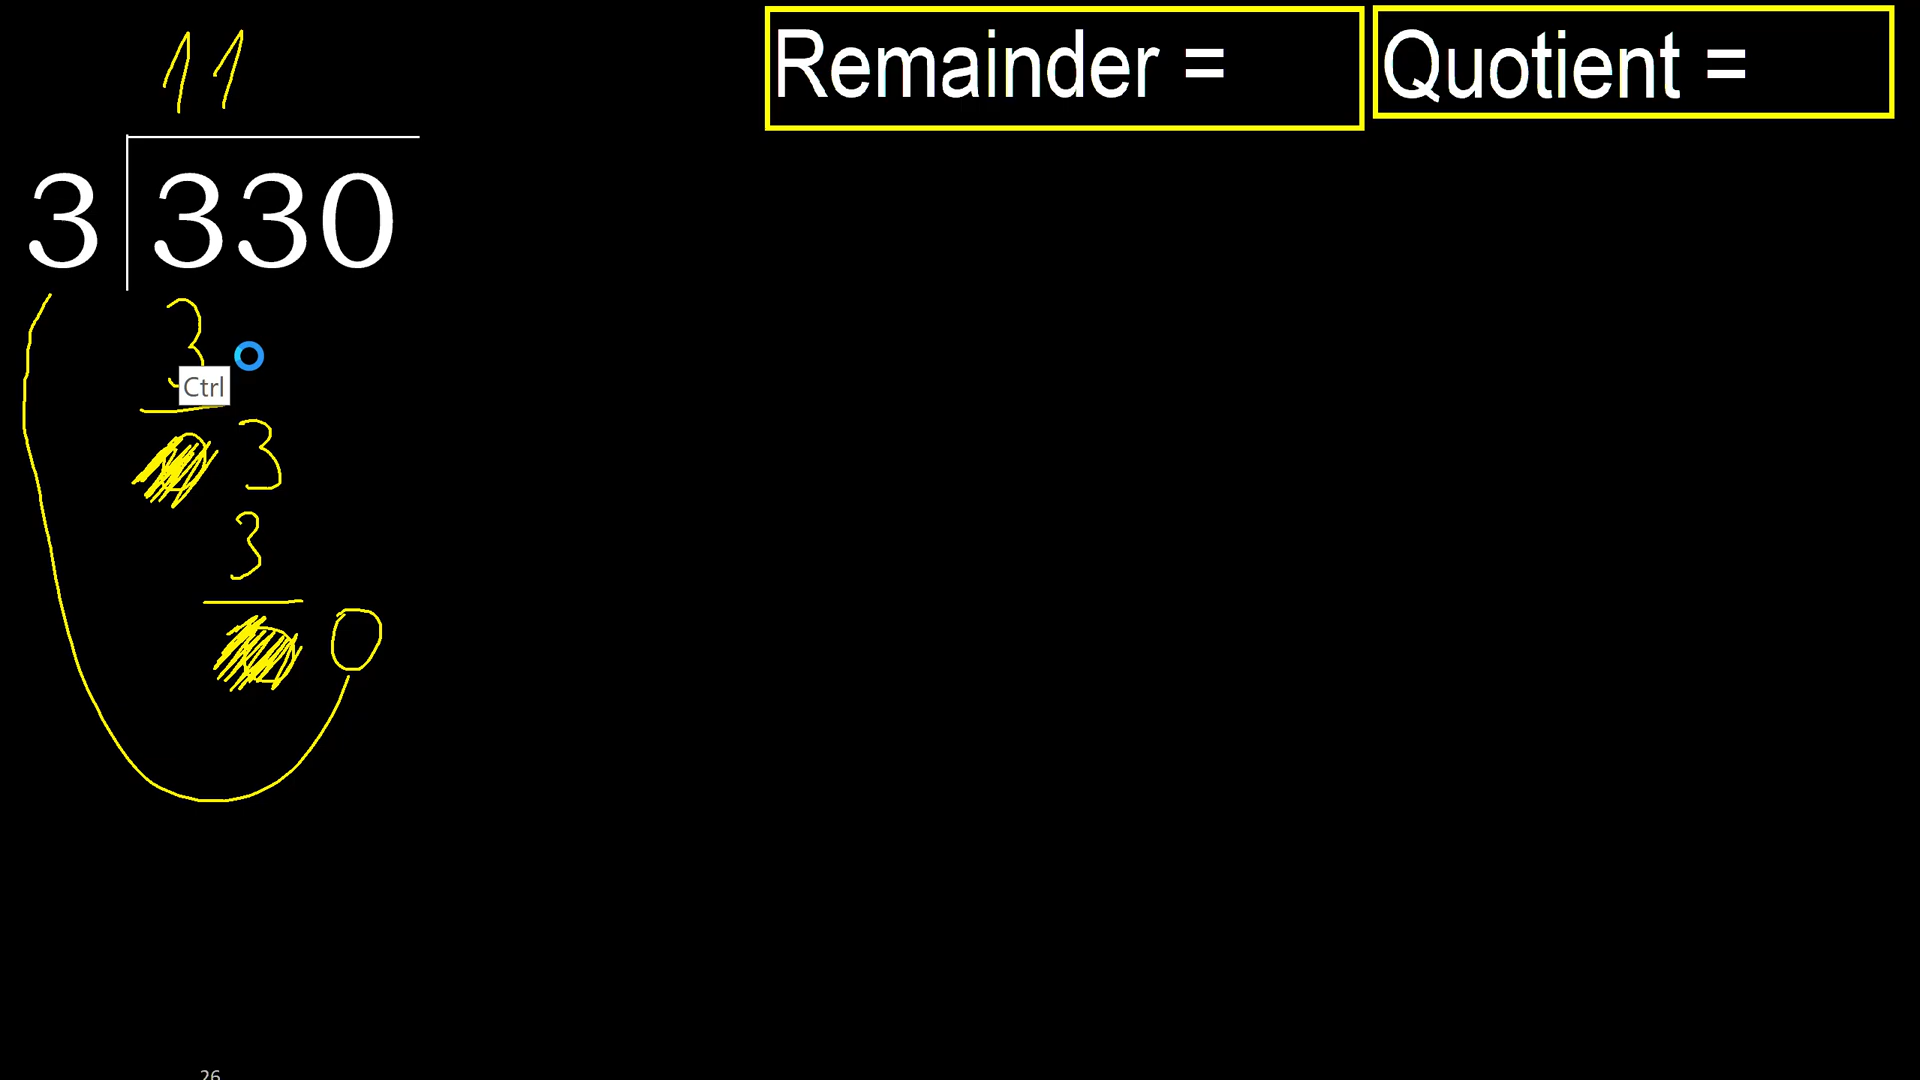 11
Remainder =
Quotient =
3 330
3
Ctrl
3
3
0
26